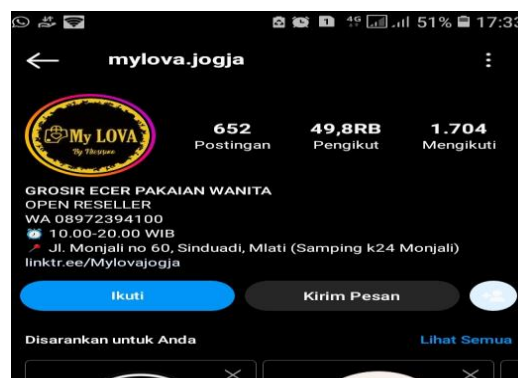 4G 51% 17:33
mylova.jogja
My LOVA
652 49,8RB 1.704
Postingan Pengikut Mengikuti
GROSIR ECER PAKAIAN WANITA
OPEN RESELLER
WA 08972394100
10.00-20.00 WIB
Jl. Monjali no 60, Sinduadi, Mlati (Samping k24 Monjali)
linktr.ee/Mylovajogja
Ikuti Kirim Pesan
Disarankan untuk Anda Lihat Semua